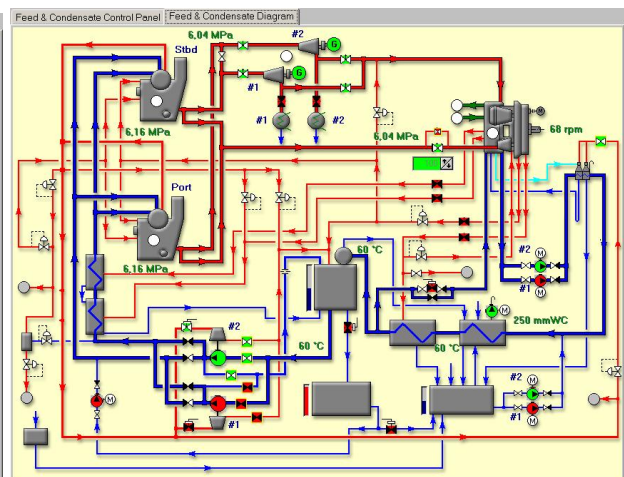 Feed & Condensate Control Panel
Feed & Condensate Diagram
Stbd
6,04 MPa
#2
G
#1
G
#1
#2
6,16 MPa
6,04 MPa
M
68 rpm
%
Port
6,16 MPa
60 °C
#2
M
#1
M
M
250 mmWC
60 °C
60 °C
#2
#2
M
M
#1
#1
M